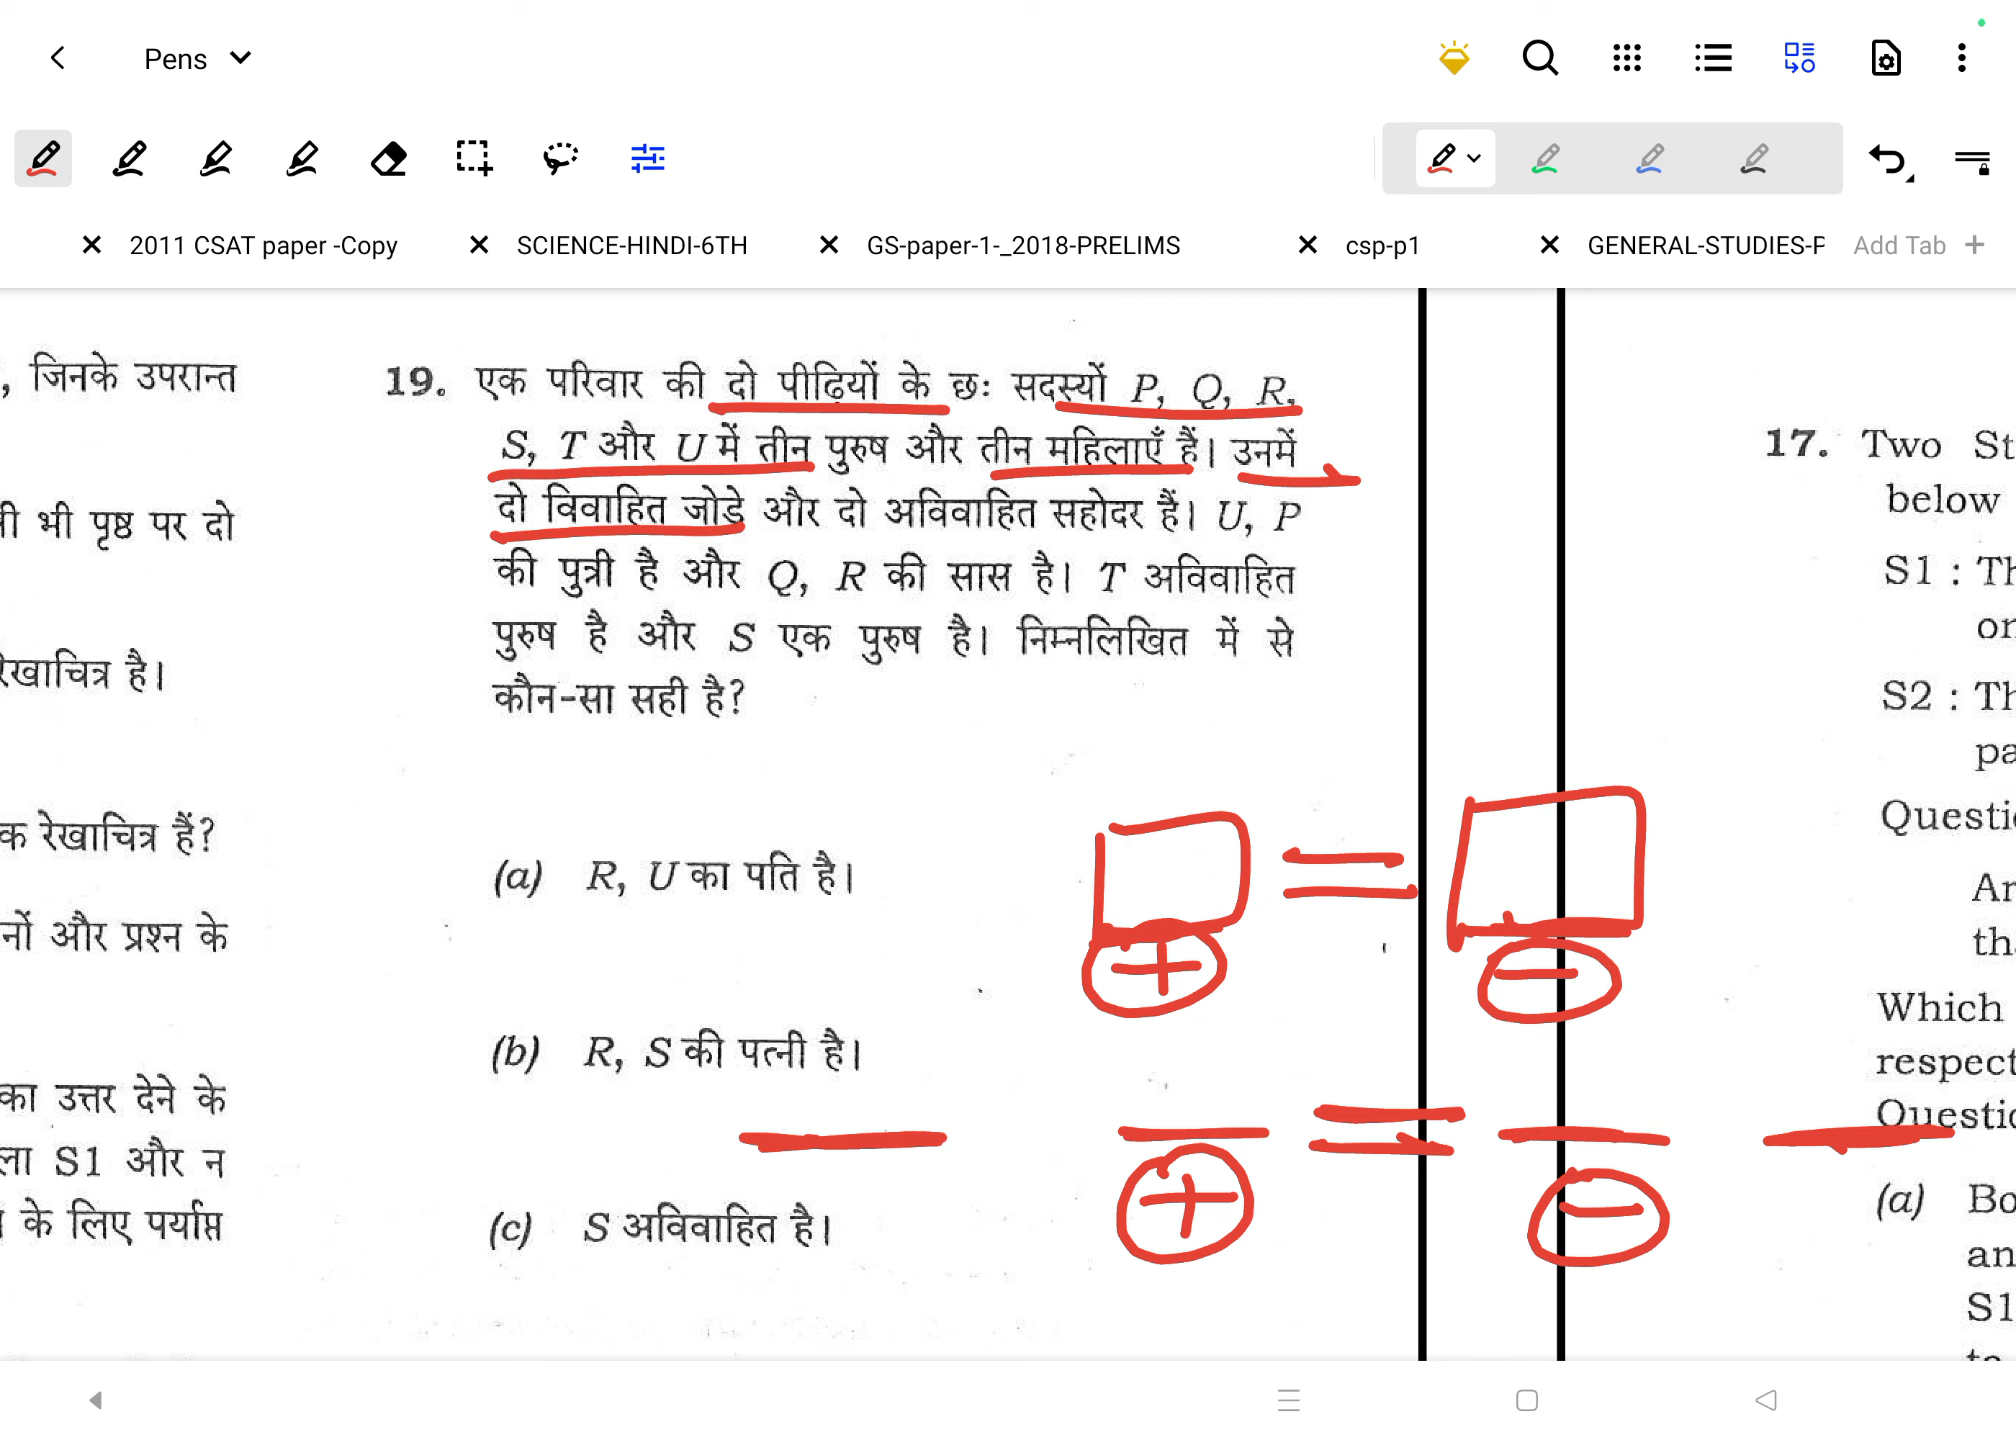 Pens
2011 CSAT paper -Copy
SCIENCE-HINDI-6TH
GS-paper-1-_2018-PRELIMS
csp-p1
GENERAL-STUDIES-P
Add Tab +
, जिनके उपरान्त
भी पृष्ठ पर दो
रेखाचित्र है।
क रेखाचित्र हैं?
नों और प्रश्न के
का उत्तर देने के
S1 और न
के लिए पर्याप्त
19. एक परिवार की दो पीढ़ियों के छः सदस्यों P, Q, R,
S, T और U में तीन पुरुष और तीन महिलाएँ हैं। उनमें
दो विवाहित जोड़े और दो अविवाहित सहोदर हैं। U, P
की पुत्री है और Q, R की सास है। T अविवाहित
पुरुष है और S एक पुरुष है। निम्नलिखित में से
कौन-सा सही है?
(a) R, U का पति है।
(b) R, S की पत्नी है।
(c) S अविवाहित है।
+
−
+
−
17. Two St
below
S1 : Th
on
S2 : Th
pa
Questi
Ar
tha
Which
respect
Questio
(a) Bo
an
S1